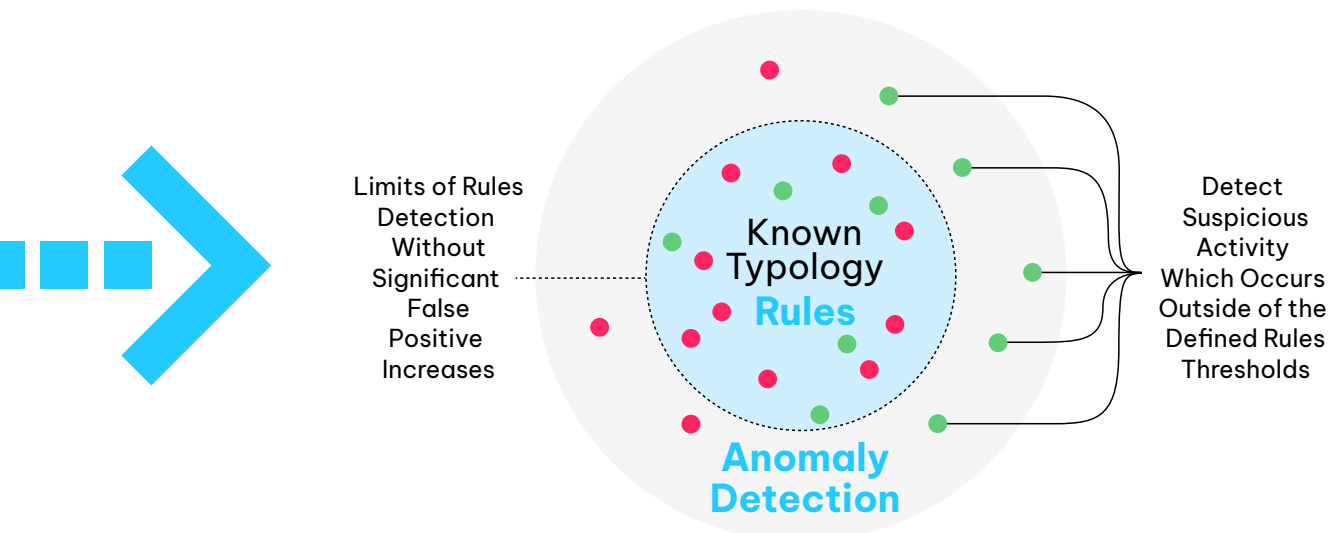 Limits of Rules
Detection
Without
Significant
False
Positive
Increases
Known
Typology
Rules
Anomaly
Detection
Detect
Suspicious
Activity
Which Occurs
Outside of the
Defined Rules
Thresholds